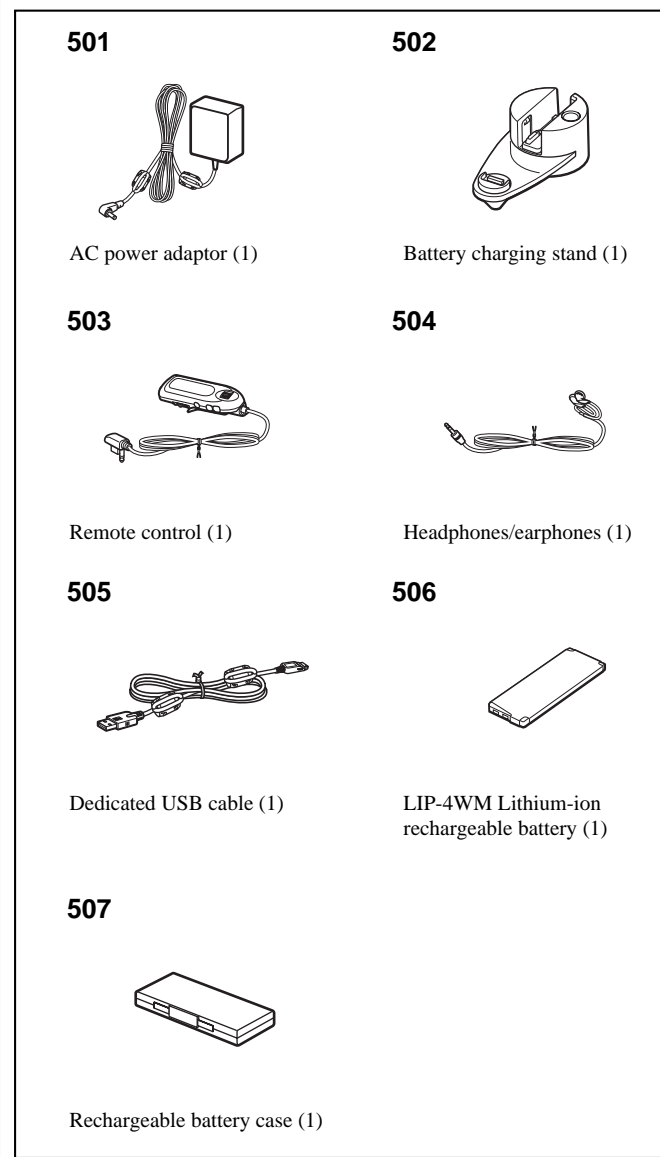 501
502
AC power adaptor (1)
Battery charging stand (1)
503
504
Remote control (1)
Headphones/earphones (1)
505
506
Dedicated USB cable (1)
LIP-4WM Lithium-ion
rechargeable battery (1)
507
Rechargeable battery case (1)